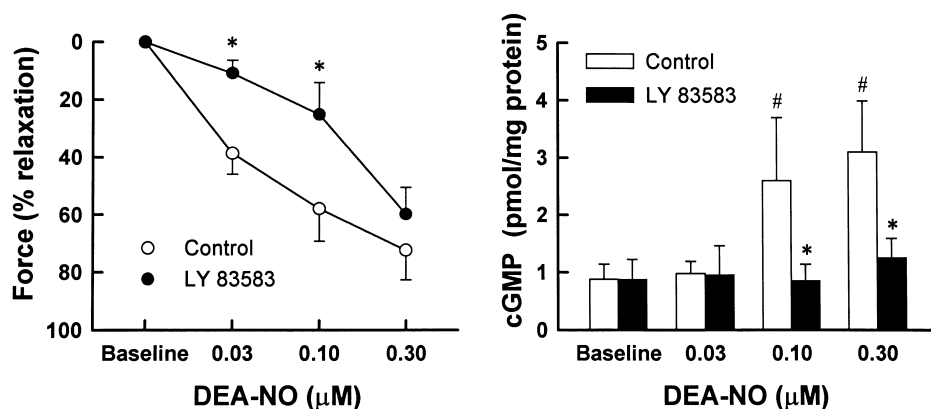 Force (% relaxation)
0
20
40
60
80
100
*
*
Control
LY 83583
Baseline 0.03 0.10 0.30
DEA-NO (μM)
cGMP (pmol/mg protein)
5
4
3
2
1
0
Control
LY 83583
#
#
*
*
Baseline 0.03 0.10 0.30
DEA-NO (μM)